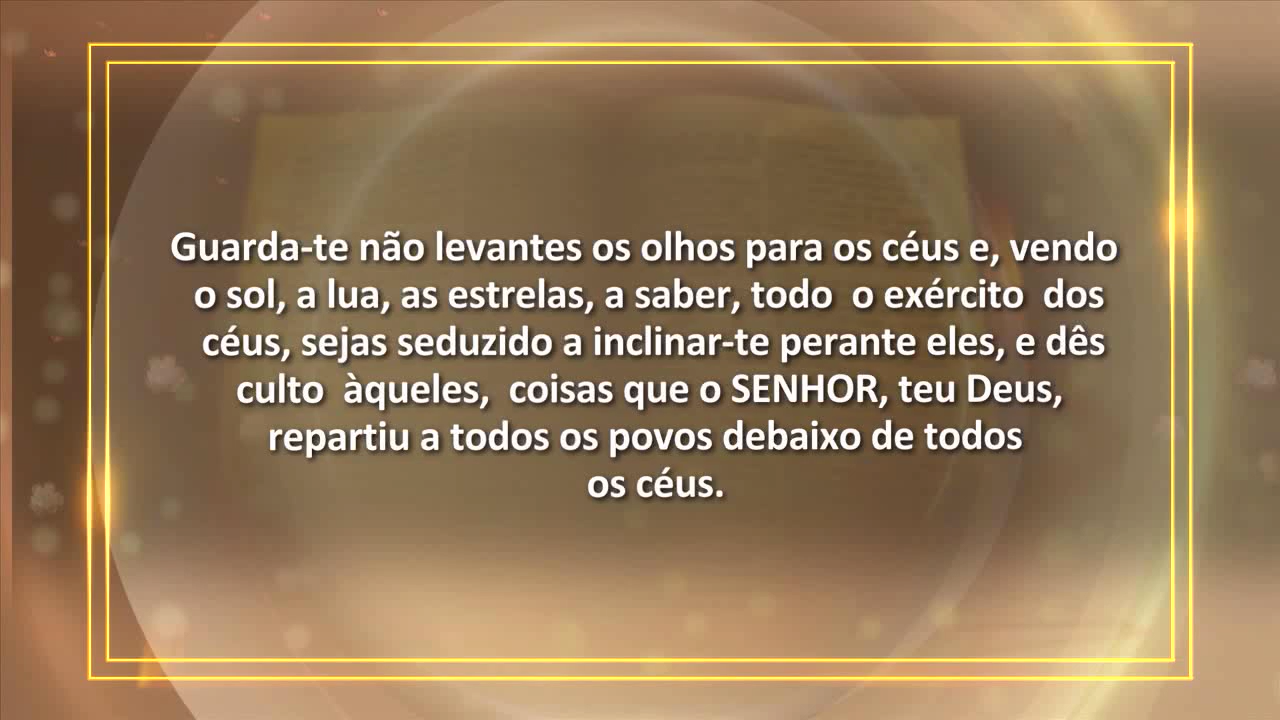 Guarda-te não levantes os olhos para os céus e, vendo
o sol, a lua, as estrelas, a saber, todo o exército dos
céus, sejas seduzido a inclinar-te perante eles, e dês
culto àqueles, coisas que o SENHOR, teu Deus,
repartiu a todos os povos debaixo de todos
os céus.